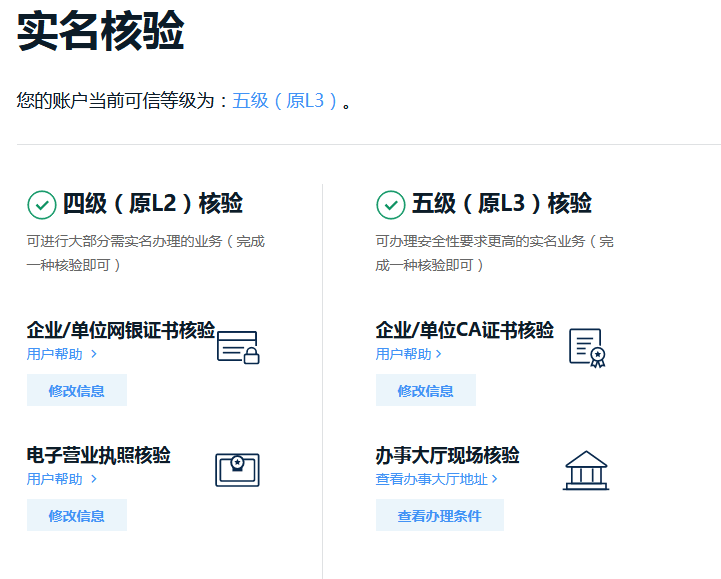 实名核验
您的账户当前可信等级为：五级（原L3）。
四级（原L2）核验
可进行大部分需实名办理的业务（完成
一种核验即可）
企业/单位网银证书核验
用户帮助 >
修改信息
电子营业执照核验
用户帮助 >
修改信息
五级（原L3）核验
可办理安全性要求更高的实名业务（完
成一种核验即可）
企业/单位CA证书核验
用户帮助 >
修改信息
办事大厅现场核验
查看办事大厅地址 >
查看办理条件